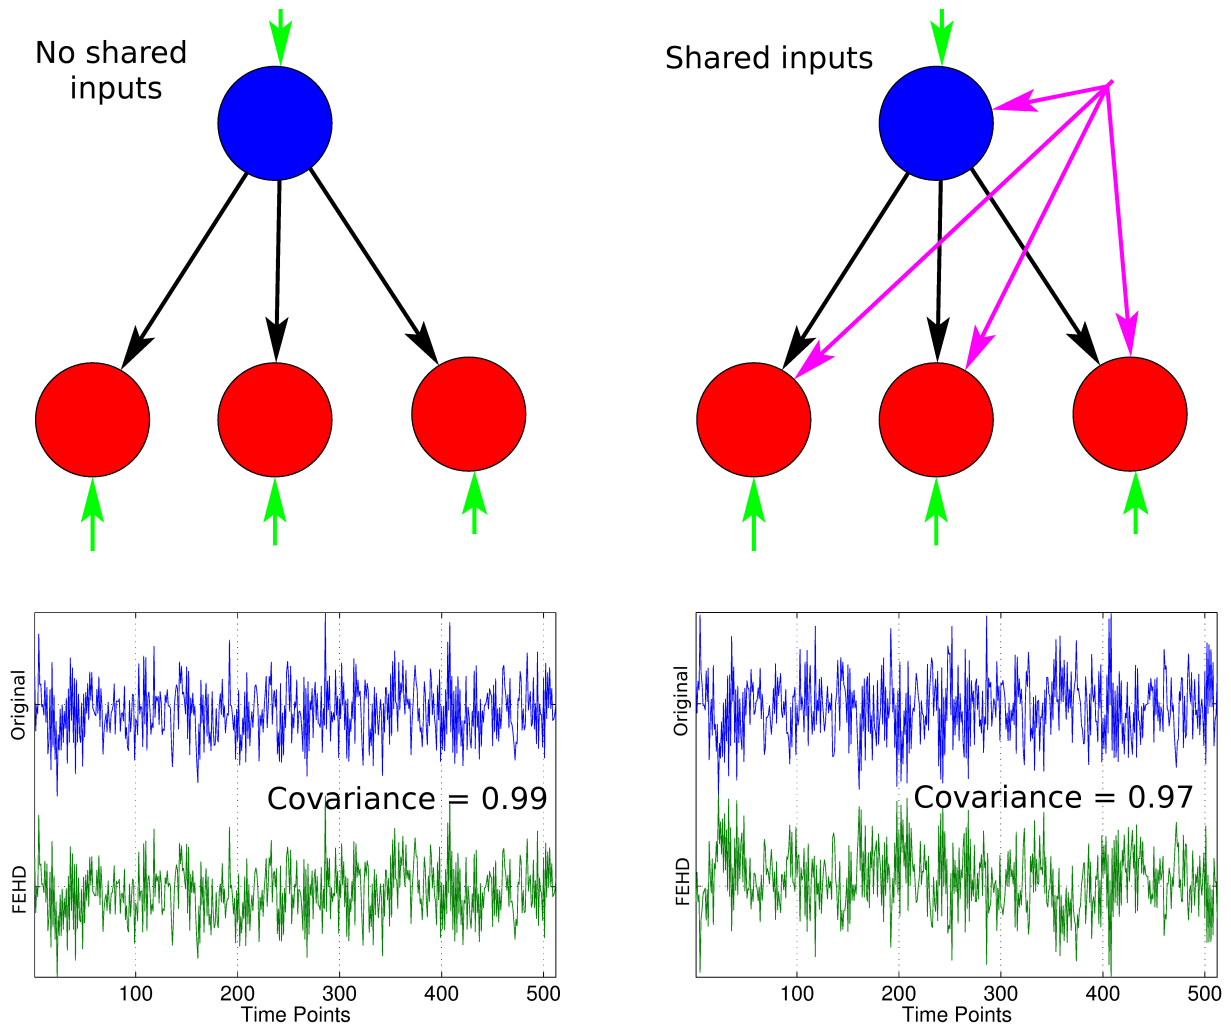 No shared
inputs
Shared inputs
Original
FEHD
Covariance = 0.99
100 200 300 400 500
Time Points
Original
FEHD
Covariance = 0.97
100 200 300 400 500
Time Points